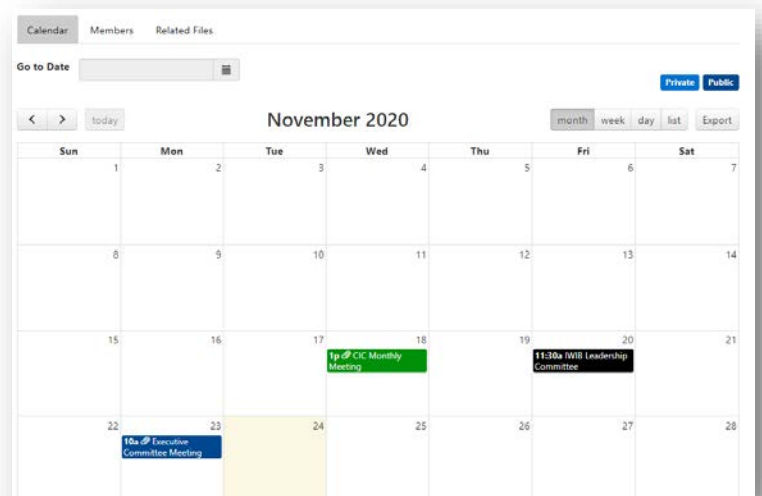 Calendar Members Related Files
Go to Date
Private Public
today November 2020 month week day list Export
Sun Mon Tue Wed Thu Fri Sat
1 2 3 4 5 6 7
8 9 10 11 12 13 14
15 16 17 18 19 20 21
1p CIC Monthly 11:30a IWIB Leadership
Meeting Committee
22 23 24 25 26 27 28
10a Executive
Committee Meeting